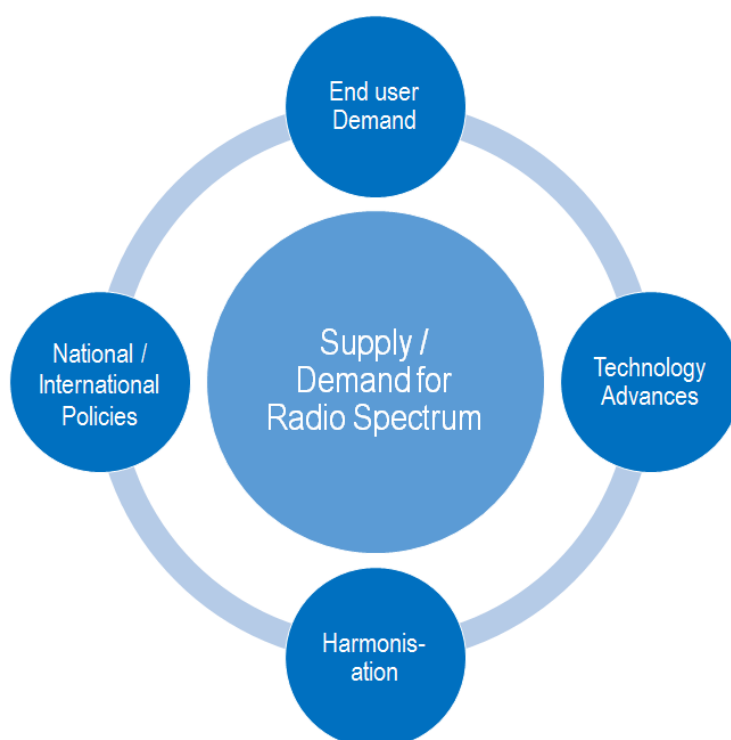 End user
Demand
National /
International
Policies
Supply /
Demand for
Radio Spectrum
Technology
Advances
Harmonis-
ation